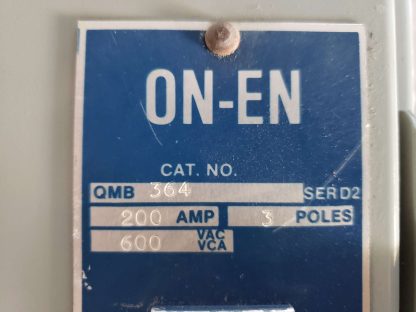 ON-EN
CAT. NO.
QMB 364 SER D2
200 AMP 3 POLES
600 VAC
VCA